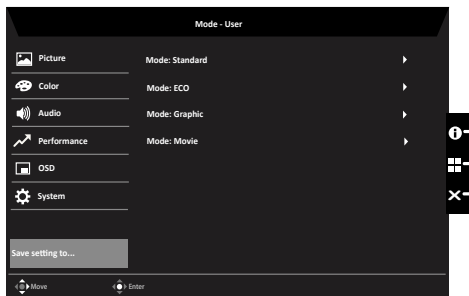 Mode - User
Picture
Color
Audio
Performance
OSD
System
Save setting to...
Mode: Standard
Mode: ECO
Mode: Graphic
Mode: Movie
Move
Enter